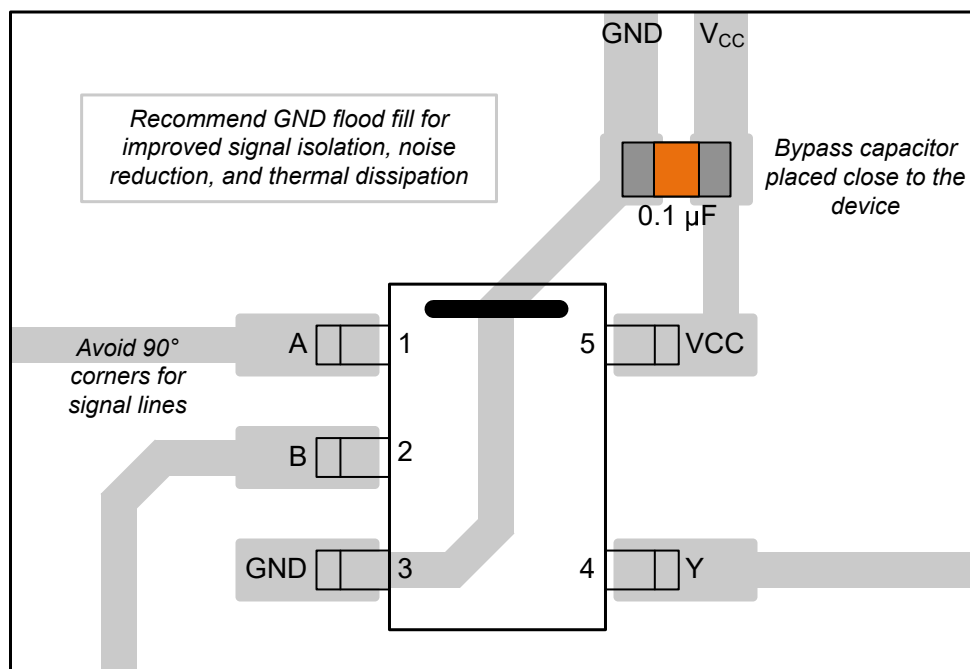 GND VCC
Recommend GND flood fill for
improved signal isolation, noise
reduction, and thermal dissipation
Bypass capacitor
placed close to the
device
0.1 µF
A 1 5 VCC
Avoid 90°
corners for
signal lines
B 2
GND 3 4 Y